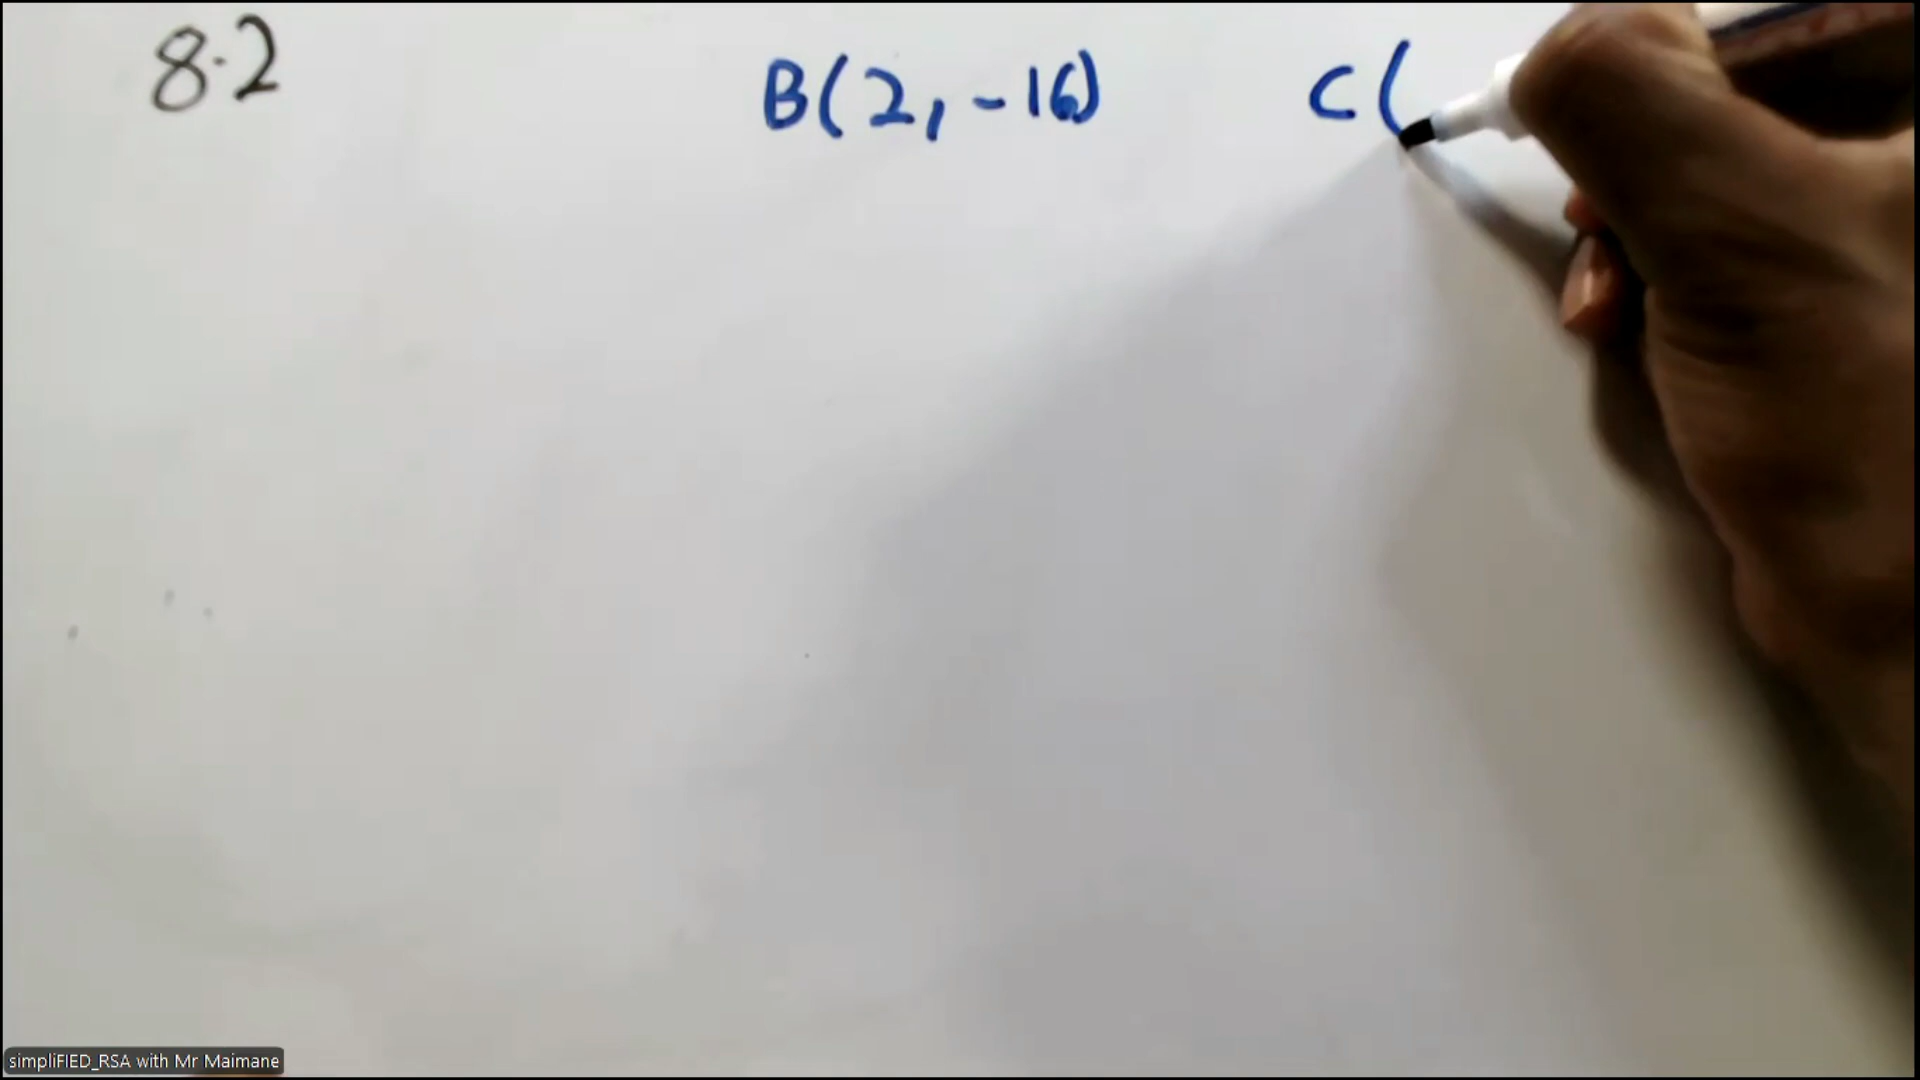 8.2 B(2, -16) C(
simpliFIED_RSA with Mr Maimane